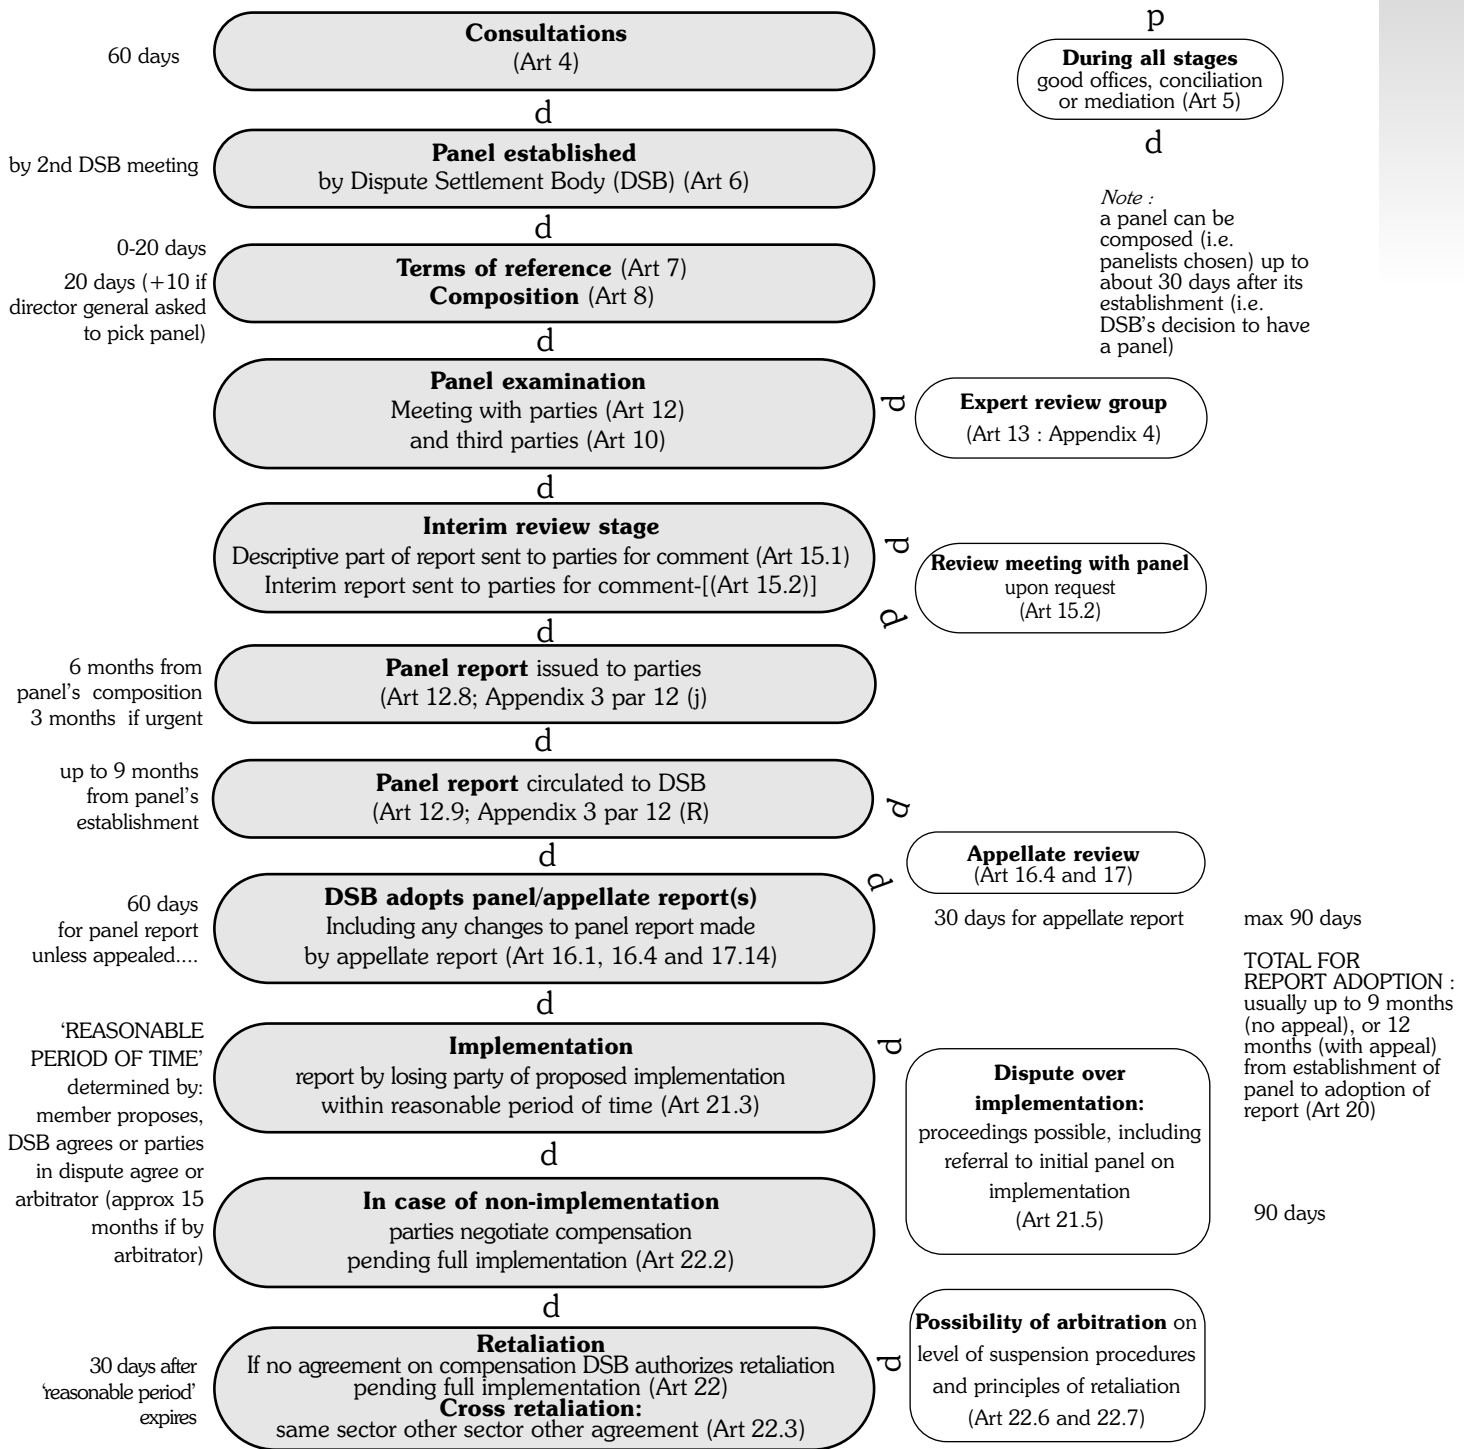 60 days
Consultations
(Art 4)
p
During all stages
good offices, conciliation
or mediation (Art 5)
d
d
by 2nd DSB meeting
Panel established
by Dispute Settlement Body (DSB) (Art 6)
Note :
a panel can be
composed (i.e.
panelists chosen) up to
about 30 days after its
establishment (i.e.
DSB's decision to have
a panel)
d
0-20 days
20 days (+10 if
director general asked
to pick panel)
Terms of reference (Art 7)
Composition (Art 8)
d
Panel examination
Meeting with parties (Art 12)
and third parties (Art 10)
d
Expert review group
(Art 13 : Appendix 4)
d
Interim review stage
Descriptive part of report sent to parties for comment (Art 15.1)
Interim report sent to parties for comment-[(Art 15.2)]
d
Review meeting with panel
upon request
(Art 15.2)
d
d
6 months from
panel's composition
3 months if urgent
Panel report issued to parties
(Art 12.8; Appendix 3 par 12 (j)
d
up to 9 months
from panel's
establishment
Panel report circulated to DSB
(Art 12.9; Appendix 3 par 12 (R)
d
Appellate review
(Art 16.4 and 17)
d
d
30 days for appellate report
max 90 days
60 days
for panel report
unless appealed....
DSB adopts panel/appellate report(s)
Including any changes to panel report made
by appellate report (Art 16.1, 16.4 and 17.14)
TOTAL FOR
REPORT ADOPTION :
usually up to 9 months
(no appeal), or 12
months (with appeal)
from establishment of
panel to adoption of
report (Art 20)
d
'REASONABLE
PERIOD OF TIME'
determined by:
member proposes,
DSB agrees or parties
in dispute agree or
arbitrator (approx 15
months if by
arbitrator)
Implementation
report by losing party of proposed implementation
within reasonable period of time (Art 21.3)
d
Dispute over
implementation:
proceedings possible, including
referral to initial panel on
implementation
(Art 21.5)
90 days
d
In case of non-implementation
parties negotiate compensation
pending full implementation (Art 22.2)
d
30 days after
'reasonable period'
expires
Retaliation
If no agreement on compensation DSB authorizes retaliation
pending full implementation (Art 22)
Cross retaliation:
same sector other sector other agreement (Art 22.3)
d
Possibility of arbitration on
level of suspension procedures
and principles of retaliation
(Art 22.6 and 22.7)